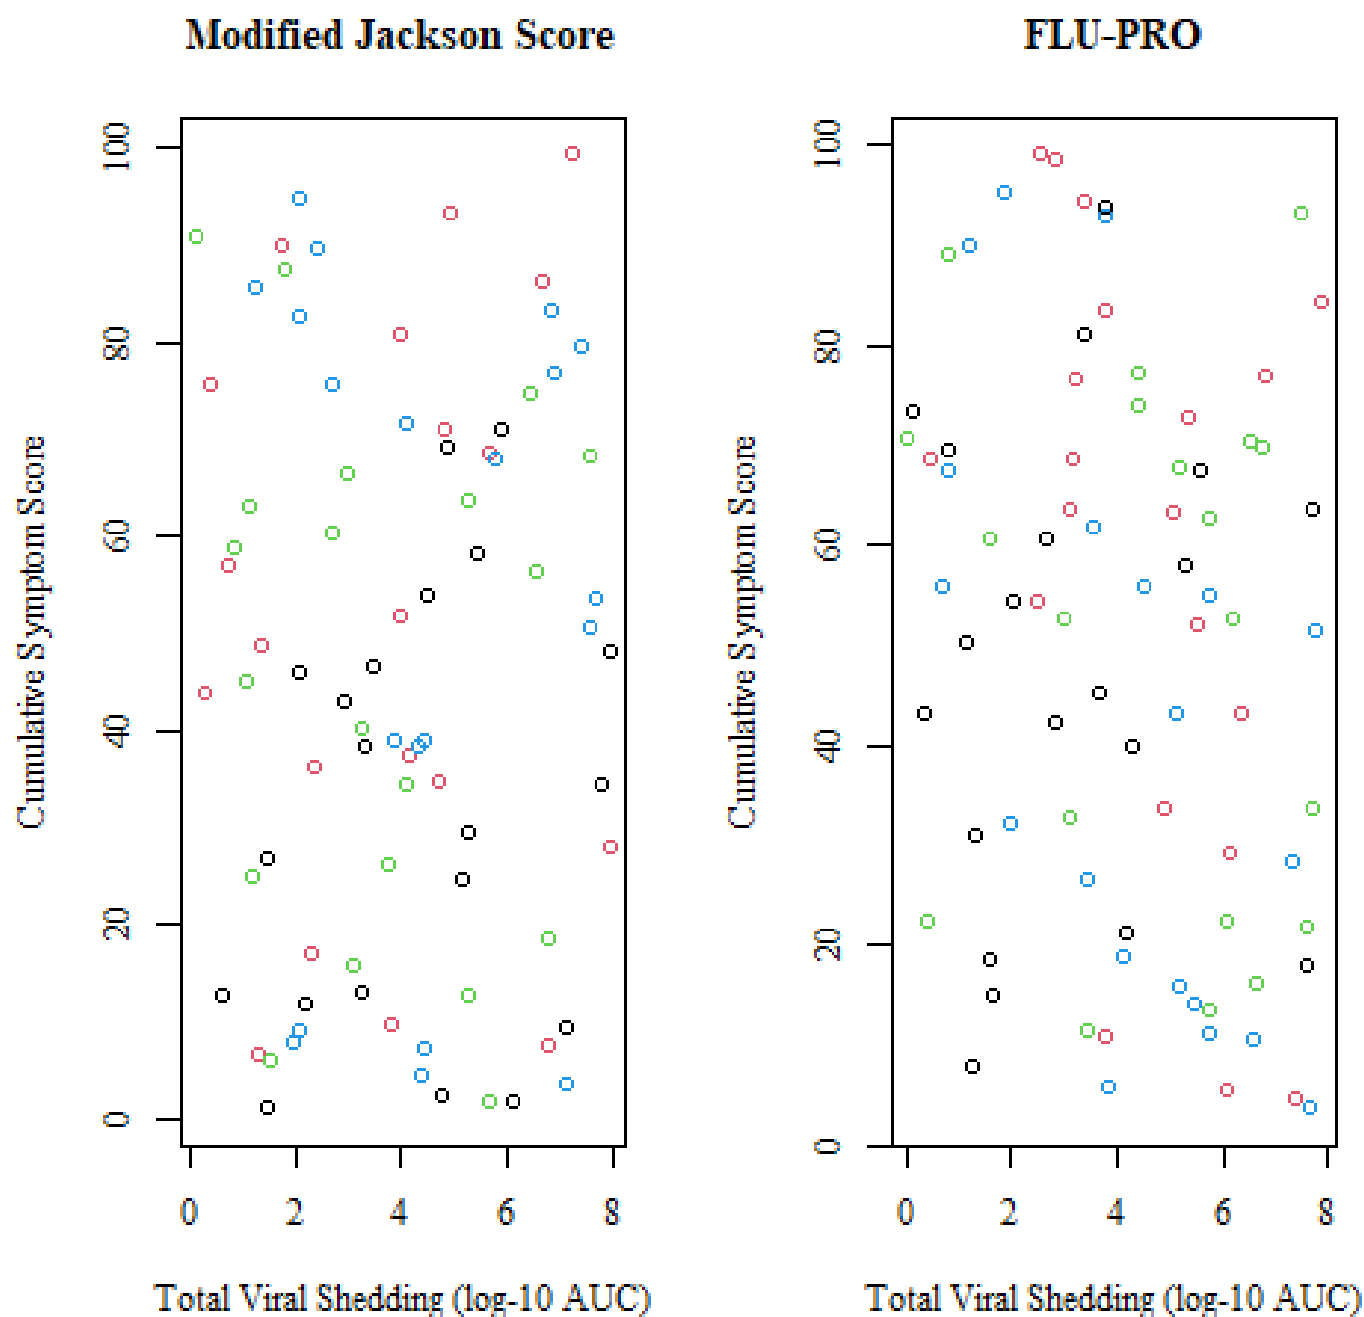 Modified Jackson Score
FLU-PRO
Cumulative Symptom Score
100
80
60
40
20
0
0 2 4 6 8
Total Viral Shedding (log-10 AUC)
Cumulative Symptom Score
100
80
60
40
20
0
0 2 4 6 8
Total Viral Shedding (log-10 AUC)